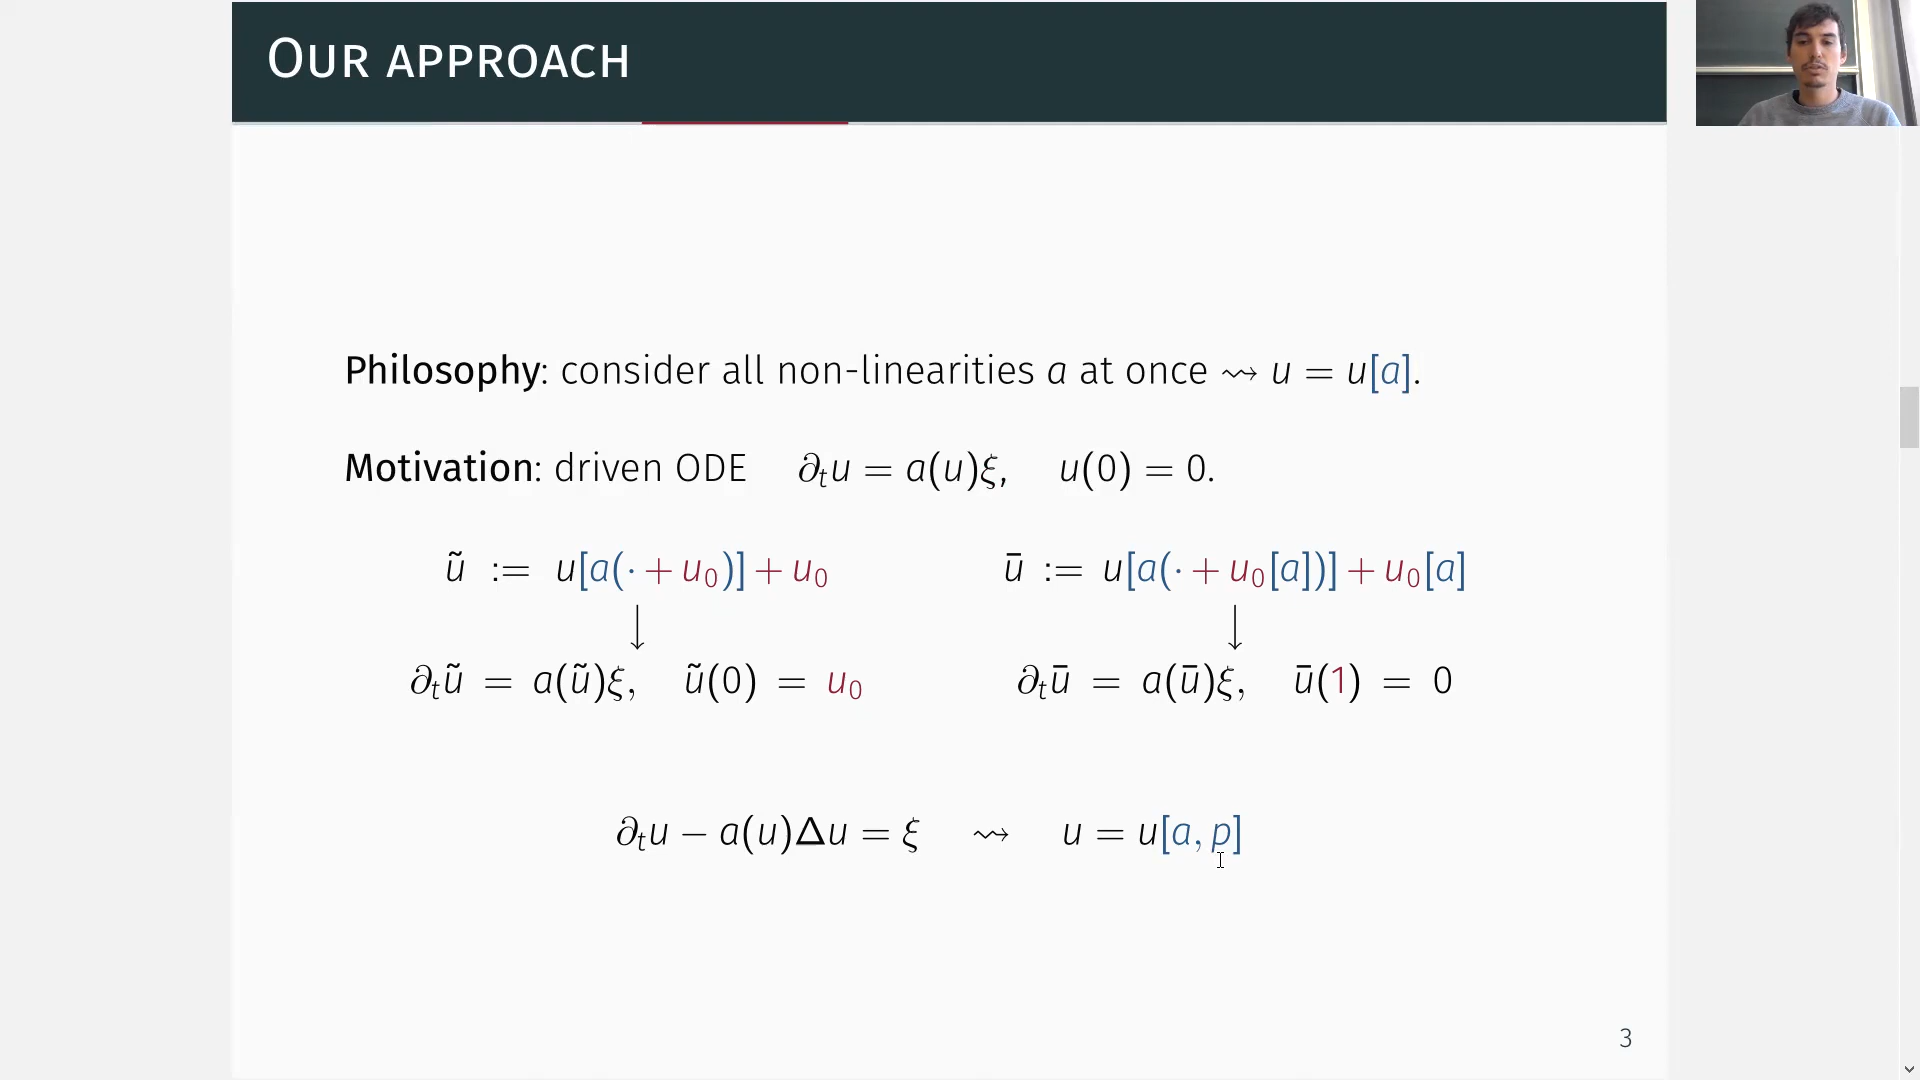 OUR APPROACH
Philosophy: consider all non-linearities a at once ⇝ u = u[a].
Motivation: driven ODE ∂ₜu = a(u)ξ, u(0) = 0.
ũ := u[a(· + u₀)] + u₀ ū := u[a(· + u₀[a])] + u₀[a]
↓ ↓
∂ₜũ = a(ũ)ξ, ũ(0) = u₀ ∂ₜū = a(ū)ξ, ū(1) = 0
∂ₜu − a(u)Δu = ξ ⇝ u = u[a, p]
3